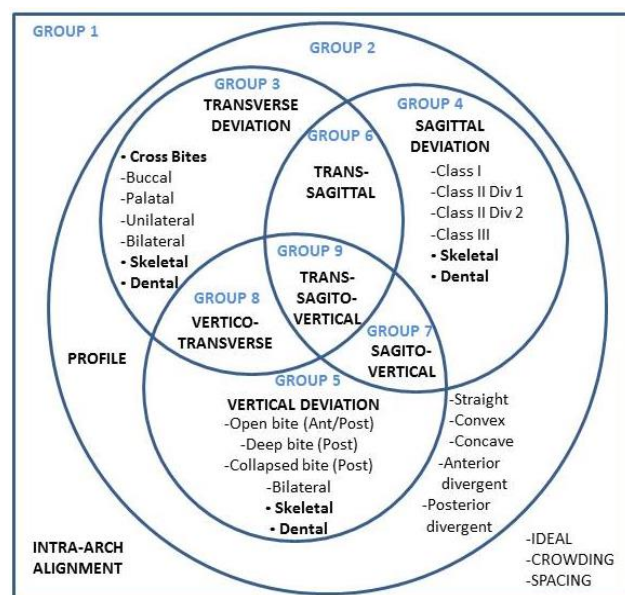 GROUP 1
GROUP 2
GROUP 3
TRANSVERSE
DEVIATION
• Cross Bites
-Buccal
-Palatal
-Unilateral
-Bilateral
• Skeletal
• Dental
GROUP 4
SAGITTAL
DEVIATION
-Class I
-Class II Div 1
-Class II Div 2
-Class III
• Skeletal
• Dental
GROUP 6
TRANS-
SAGITTAL
GROUP 9
TRANS-
SAGITO-
VERTICAL
GROUP 8
VERTICO-
TRANSVERSE
GROUP 7
SAGITO-
VERTICAL
PROFILE
GROUP 5
VERTICAL DEVIATION
-Open bite (Ant/Post)
-Deep bite (Post)
-Collapsed bite (Post)
-Bilateral
• Skeletal
• Dental
-Straight
-Convex
-Concave
-Anterior
divergent
-Posterior
divergent
INTRA-ARCH
ALIGNMENT
-IDEAL
-CROWDING
-SPACING